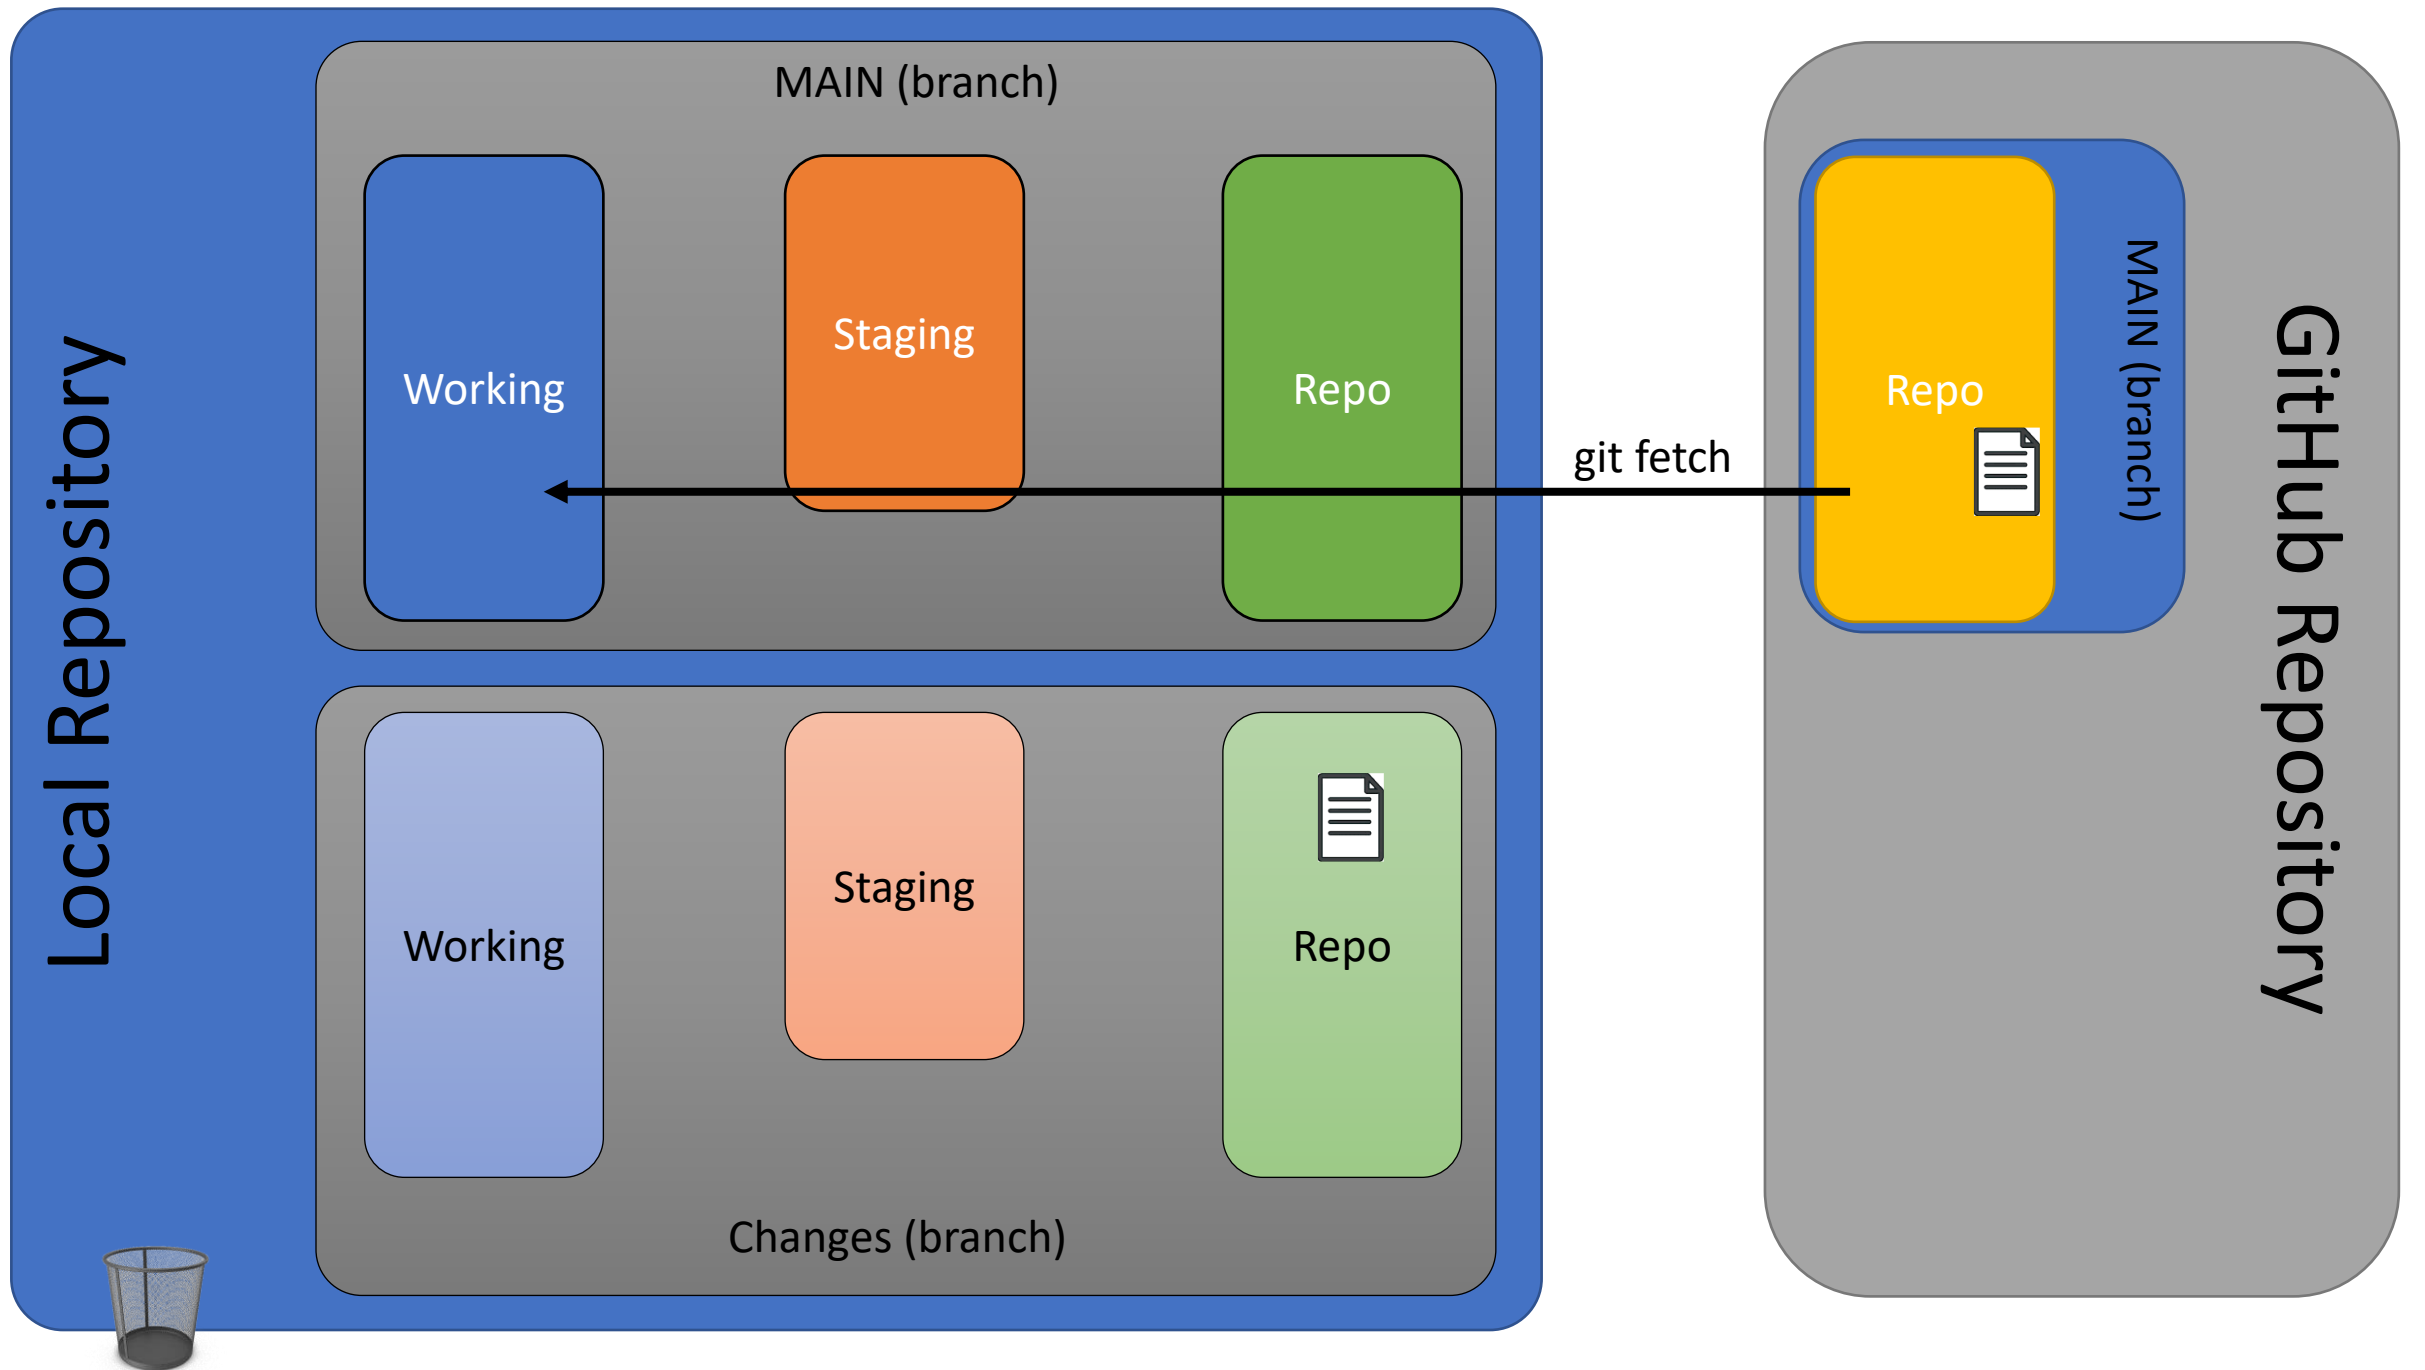 Local Repository
MAIN (branch)
Working
Staging
Repo
git fetch
Repo
MAIN (branch)
GitHub Repository
Working
Staging
Repo
Changes (branch)